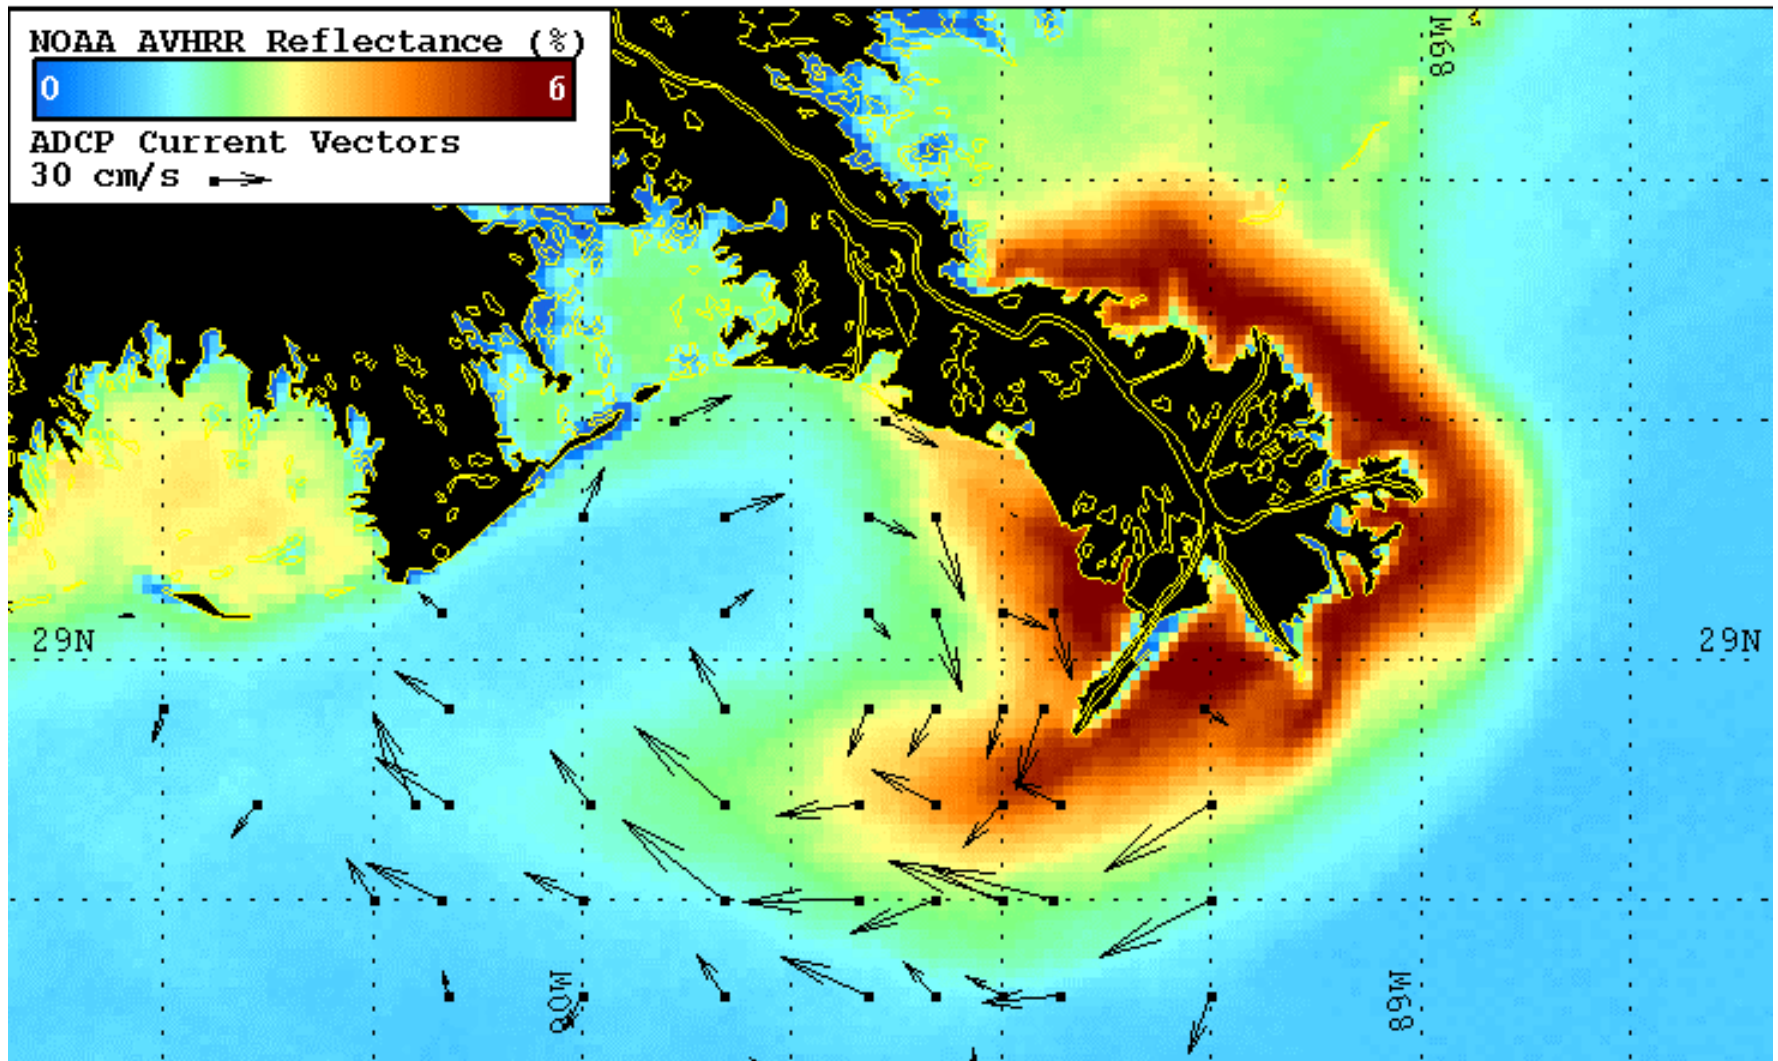 NOAA AVHRR Reflectance (%)
0 6
ADCP Current Vectors
30 cm/s
89W
29N
29N
90W
89W